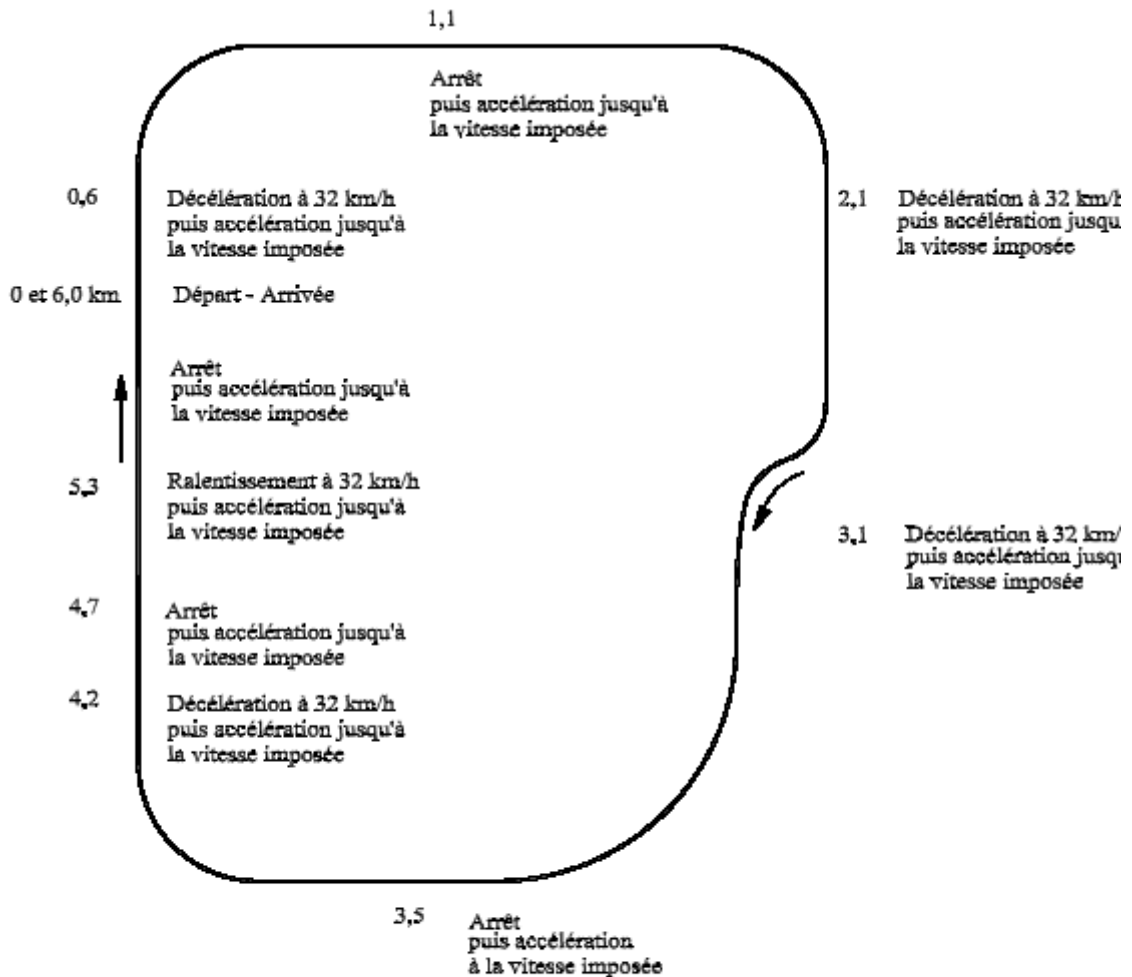 1,1
Arrêt
puis accélération jusqu'à
la vitesse imposée
0,6
Décélération à 32 km/h
puis accélération jusqu'à
la vitesse imposée
2,1
Décélération à 32 km/h
puis accélération jusqu
la vitesse imposée
0 et 6,0 km
Départ - Arrivée
Arrêt
puis accélération jusqu'à
la vitesse imposée
5,3
Ralentissement à 32 km/h
puis accélération jusqu'à
la vitesse imposée
3,1
Décélération à 32 km/
puis accélération jusqu
la vitesse imposée
4,7
Arrêt
puis accélération jusqu'à
la vitesse imposée
4,2
Décélération à 32 km/h
puis accélération jusqu'à
la vitesse imposée
3,5
Arrêt
puis accélération
à la vitesse imposée